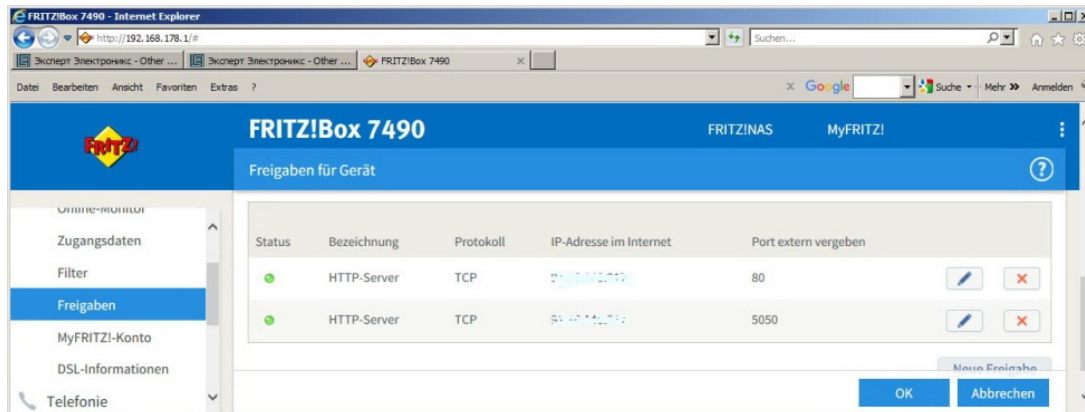 FRITZ!Box 7490 - Internet Explorer
http://192.168.178.1/#
Suchen...
Эксперт Электроникс - Other ... Эксперт Электроникс - Other ... FRITZ!Box 7490
Datei Bearbeiten Ansicht Favoriten Extras ?
Google Suche Mehr Anmelden
FRITZ!
FRITZ!Box 7490 FRITZ!NAS MyFRITZ!
Freigaben für Gerät
Online-Monitor
Zugangsdaten
Filter
Freigaben
MyFRITZ!-Konto
DSL-Informationen
Telefonie
Status Bezeichnung Protokoll IP-Adresse im Internet Port extern vergeben
HTTP-Server TCP 80
HTTP-Server TCP 5050
Neue Freigabe
OK Abbrechen